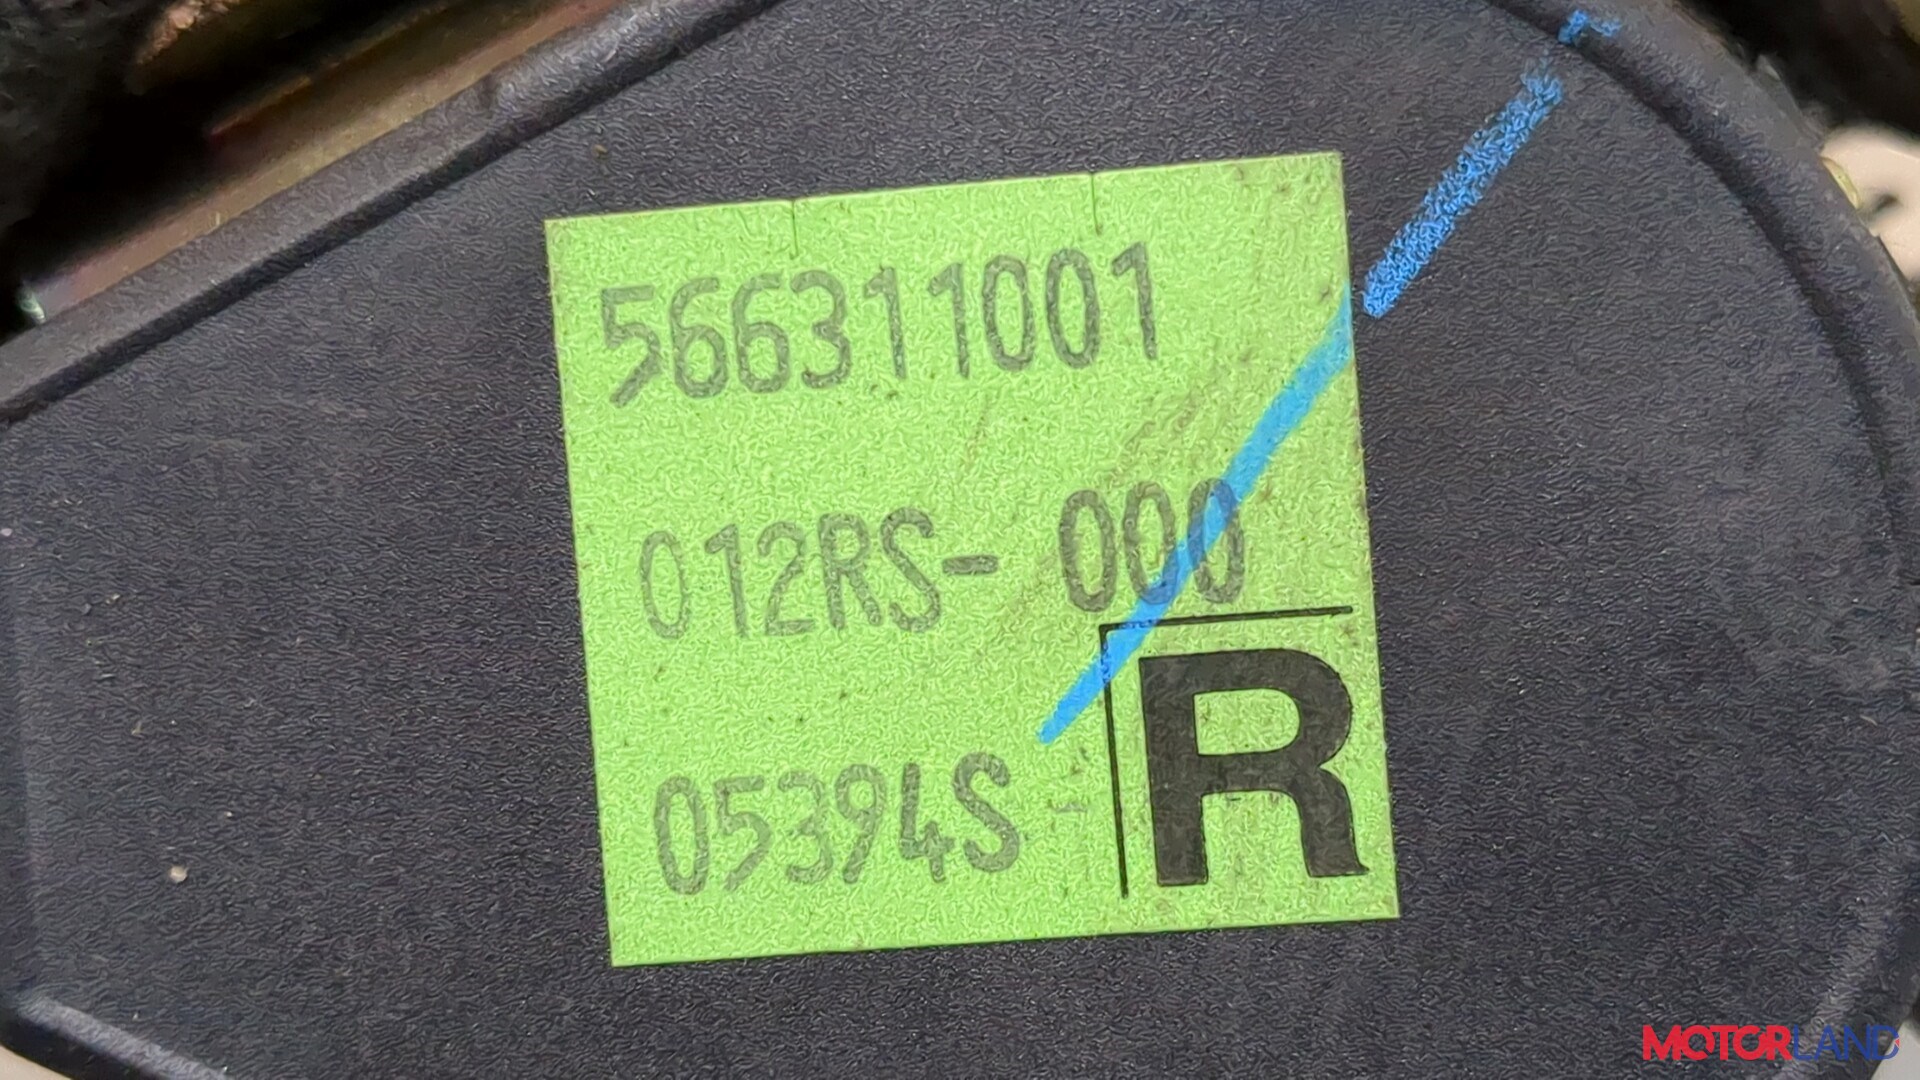 566311001
012RS- 000
05394S -
R
MOTORLAND